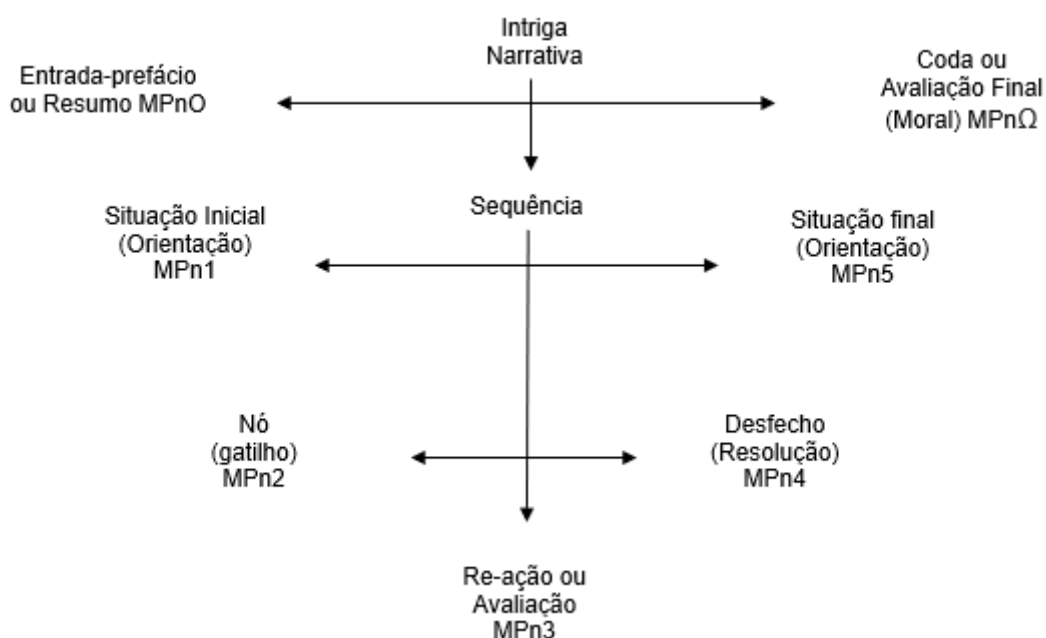 Intriga
Narrativa
Entrada-prefácio
ou Resumo MPnO
Coda ou
Avaliação Final
(Moral) MPnΩ
Sequência
Situação Inicial
(Orientação)
MPn1
Situação final
(Orientação)
MPn5
Nó
(gatilho)
MPn2
Desfecho
(Resolução)
MPn4
Re-ação ou
Avaliação
MPn3